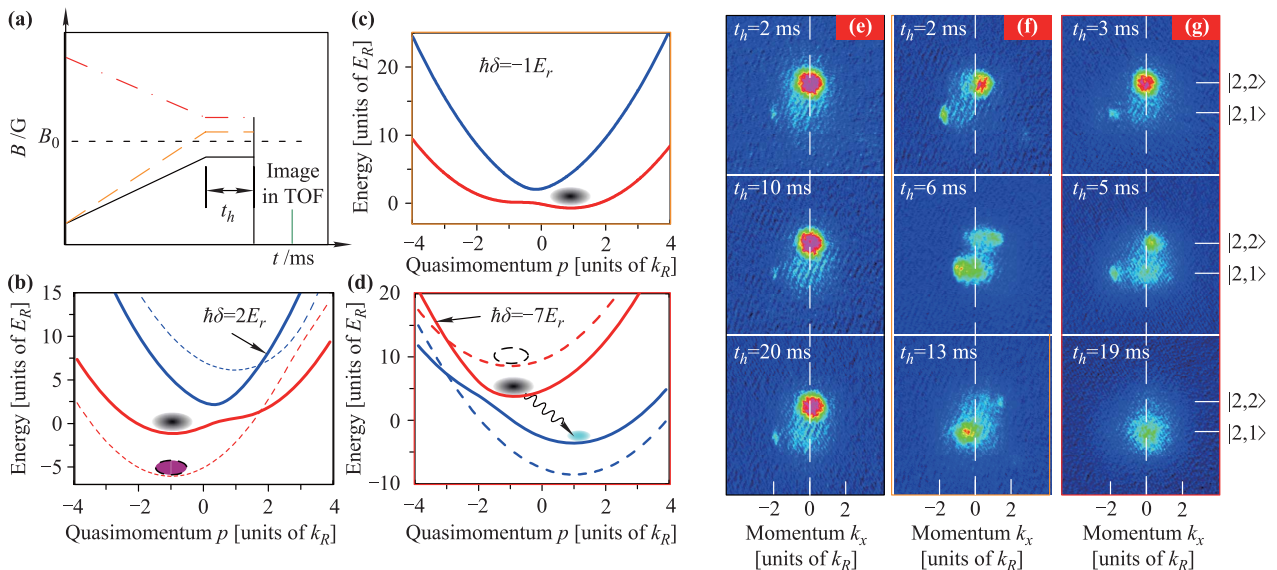 (a)
B /G
B₀
t_h
Image
in TOF
t /ms
(b)
Energy [units of E_R]
15
10
5
0
−5
ħδ=2E_r
−4
−2
0
2
4
Quasimomentum p [units of k_R]
(c)
Energy [units of E_R]
20
10
0
ħδ=−1E_r
−4
−2
0
2
4
Quasimomentum p [units of k_R]
(d)
Energy [units of E_R]
20
10
0
−10
ħδ=−7E_r
−4
−2
0
2
4
Quasimomentum p [units of k_R]
(e)
t_h=2 ms
t_h=10 ms
t_h=20 ms
−2 0 2
Momentum k_x
[units of k_R]
(f)
t_h=2 ms
t_h=6 ms
t_h=13 ms
−2 0 2
Momentum k_x
[units of k_R]
(g)
t_h=3 ms
|2,2⟩
|2,1⟩
t_h=5 ms
|2,2⟩
|2,1⟩
t_h=19 ms
|2,2⟩
|2,1⟩
−2 0 2
Momentum k_x
[units of k_R]